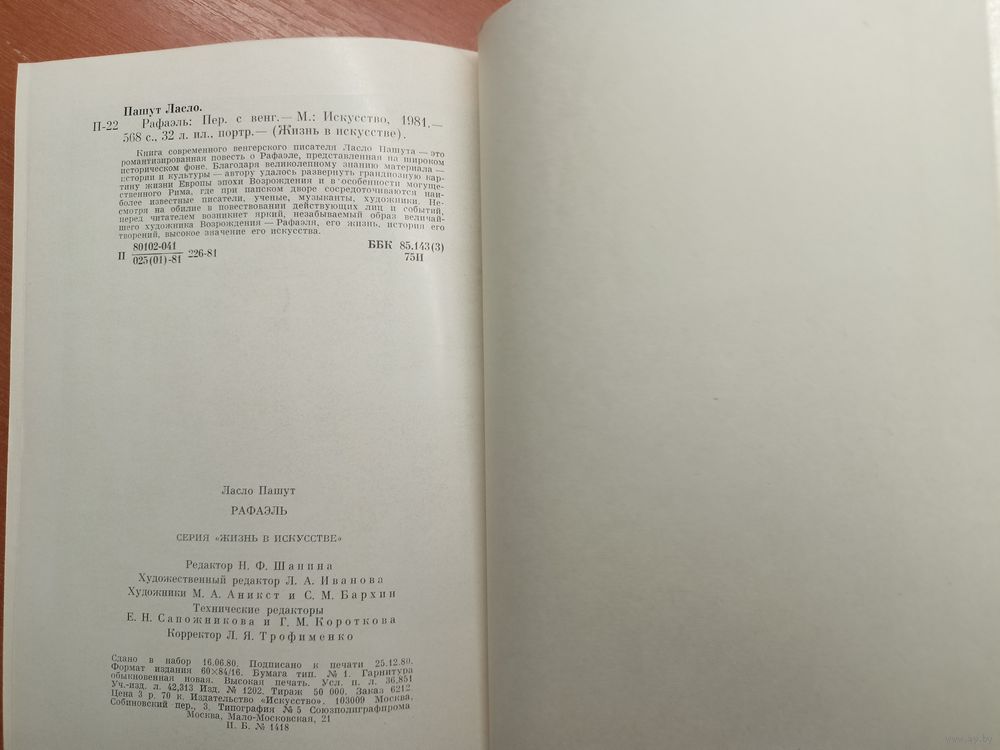 Пашут Ласло.
П-22 Рафаэль: Пер. с венг.— М.: Искусство, 1981.—
568 с., 32 л. ил., портр.— (Жизнь в искусстве).
Книга современного венгерского писателя Ласло Пашута — это
романтизированная повесть о Рафаэле, представленная на широком
историческом фоне. Благодаря великолепному знанию материала —
истории и культуры — автору удалось развернуть грандиозную кар-
тину жизни Европы эпохи Возрождения и в особенности могуще-
ственного Рима, где при папском дворе сосредоточиваются наи-
более известные писатели, ученые, музыканты, художники. Не-
смотря на обилие в повествовании действующих лиц и событий,
перед читателем возникает яркий, незабываемый образ величай-
шего художника Возрождения — Рафаэля, его жизнь, история его
творений, высокое значение его искусства.
П 80102-041 226-81
025(01)-81
ББК 85.143(3)
75И
Ласло Пашут
РАФАЭЛЬ
СЕРИЯ «ЖИЗНЬ В ИСКУССТВЕ»
Редактор Н. Ф. Шанина
Художественный редактор Л. А. Иванова
Художники М. А. Аникст и С. М. Бархин
Технические редакторы
Е. Н. Сапожникова и Г. М. Короткова
Корректор Л. Я. Трофименко
Сдано в набор 16.06.80. Подписано к печати 25.12.80.
Формат издания 60×84/16. Бумага тип. № 1. Гарнитура
обыкновенная новая. Высокая печать. Усл. п. л. 36,851
Уч.-изд. л. 42,313 Изд. № 1202. Тираж 50 000. Заказ 6212.
Цена 3 р. 70 к. Издательство «Искусство». 103009 Москва,
Собиновский пер., 3. Типография № 5 Союзполиграфпрома
Москва, Мало-Московская, 21
И. Б. № 1418
www.ay.by